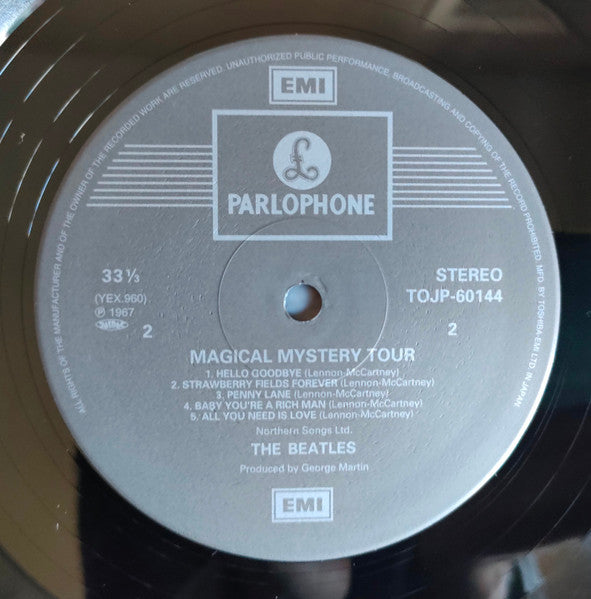 ALL RIGHTS OF THE MANUFACTURER AND OF THE OWNER OF THE RECORDED WORK ARE RESERVED. UNAUTHORIZED PUBLIC PERFORMANCE, BROADCASTING AND COPYING OF THE RECORD PROHIBITED. MFD. BY TOSHIBA-EMI LTD. IN JAPAN.
EMI
£
PARLOPHONE
33 ⅓
STEREO
(YEX.960)
TOJP-60144
℗ 1967
2
2
MAGICAL MYSTERY TOUR
1. HELLO GOODBYE (Lennon-McCartney)
2. STRAWBERRY FIELDS FOREVER (Lennon-McCartney)
3. PENNY LANE (Lennon-McCartney)
4. BABY YOU'RE A RICH MAN (Lennon-McCartney)
5. ALL YOU NEED IS LOVE (Lennon-McCartney)
Northern Songs Ltd.
THE BEATLES
Produced by George Martin
EMI